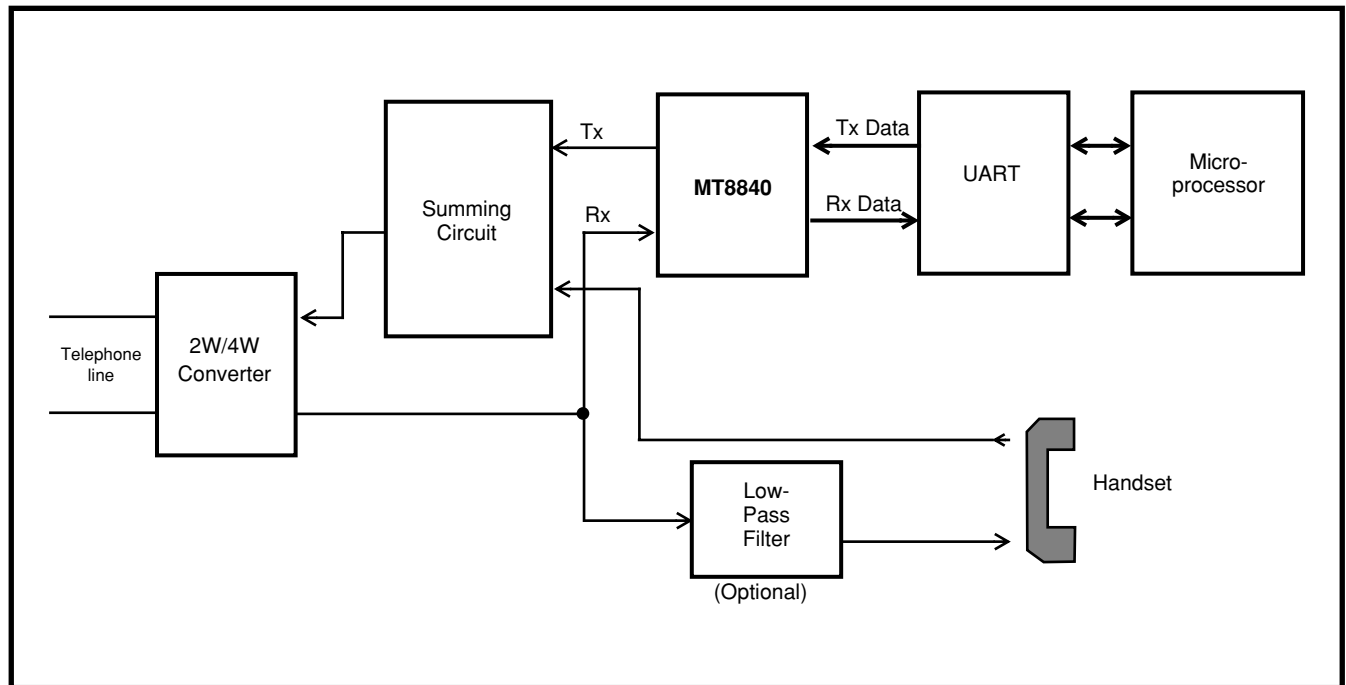 Tx
Tx Data
MT8840
UART
Micro-
processor
Summing
Circuit
Rx
Rx Data
2W/4W
Converter
Telephone
line
Low-
Pass
Filter
(Optional)
Handset